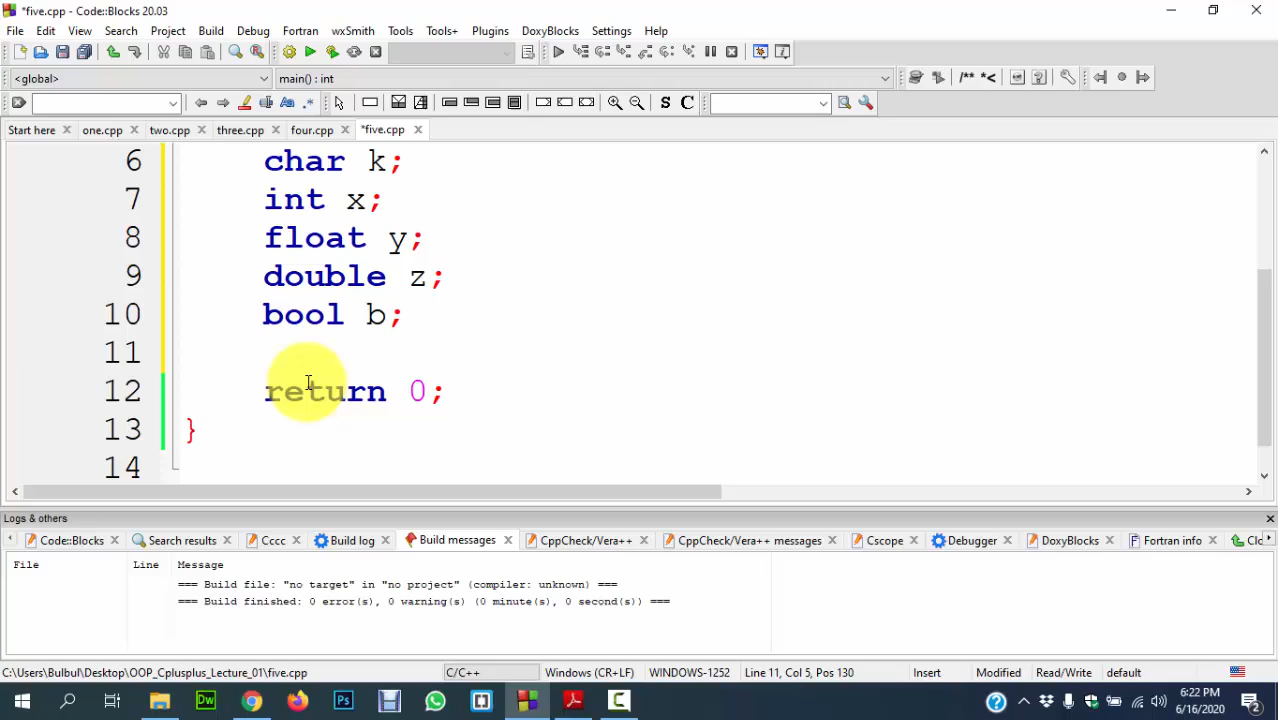 *five.cpp - Code::Blocks 20.03
File Edit View Search Project Build Debug Fortran wxSmith Tools Tools+ Plugins DoxyBlocks Settings Help
<global> main() : int /** *<
S C
Start here one.cpp two.cpp three.cpp four.cpp *five.cpp
6 char k;
7 int x;
8 float y;
9 double z;
10 bool b;
11
12 return 0;
13 }
14
Logs & others
Code::Blocks Search results Cccc Build log Build messages CppCheck/Vera++ CppCheck/Vera++ messages Cscope Debugger DoxyBlocks Fortran info Clo
File Line Message
=== Build file: "no target" in "no project" (compiler: unknown) ===
=== Build finished: 0 error(s), 0 warning(s) (0 minute(s), 0 second(s)) ===
C:\Users\Bulbul\Desktop\OOP_Cplusplus_Lecture_01\five.cpp C/C++ Windows (CR+LF) WINDOWS-1252 Line 11, Col 5, Pos 130 Insert Modified Read/Write default
Dw Ps 6:22 PM
6/16/2020 2